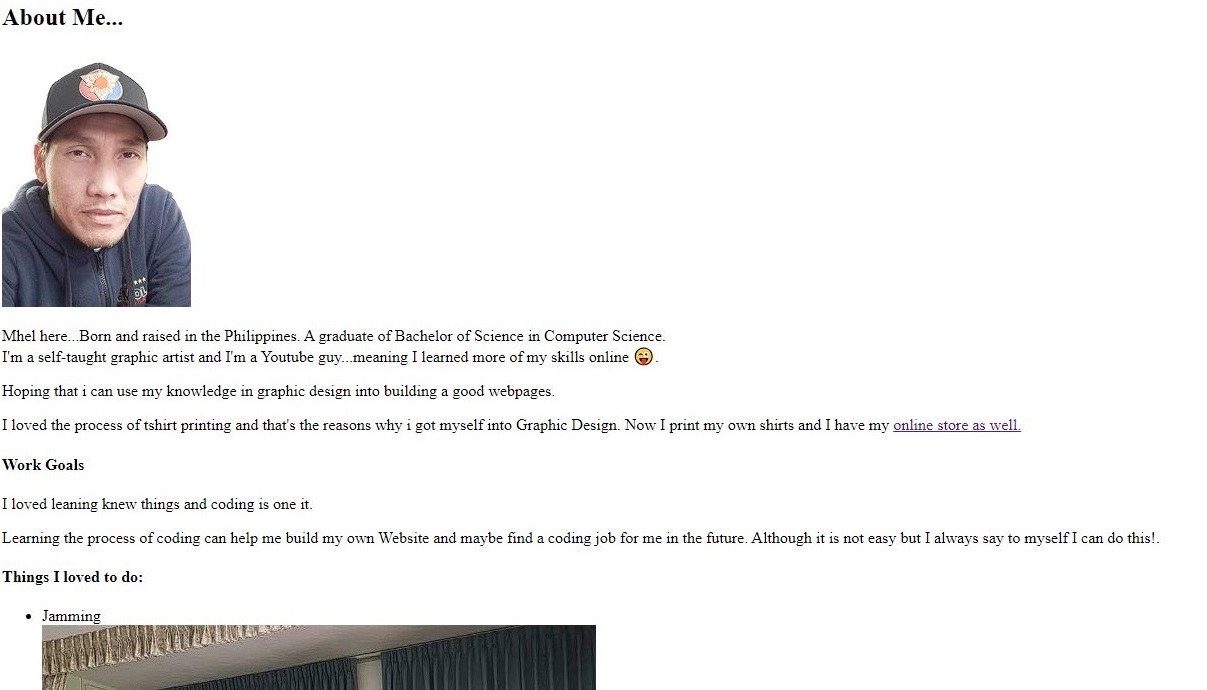 About Me...
Mhel here...Born and raised in the Philippines. A graduate of Bachelor of Science in Computer Science.
I'm a self-taught graphic artist and I'm a Youtube guy...meaning I learned more of my skills online 😜.
Hoping that i can use my knowledge in graphic design into building a good webpages.
I loved the process of tshirt printing and that's the reasons why i got myself into Graphic Design. Now I print my own shirts and I have my online store as well.
Work Goals
I loved leaning knew things and coding is one it.
Learning the process of coding can help me build my own Website and maybe find a coding job for me in the future. Although it is not easy but I always say to myself I can do this!.
Things I loved to do:
• Jamming